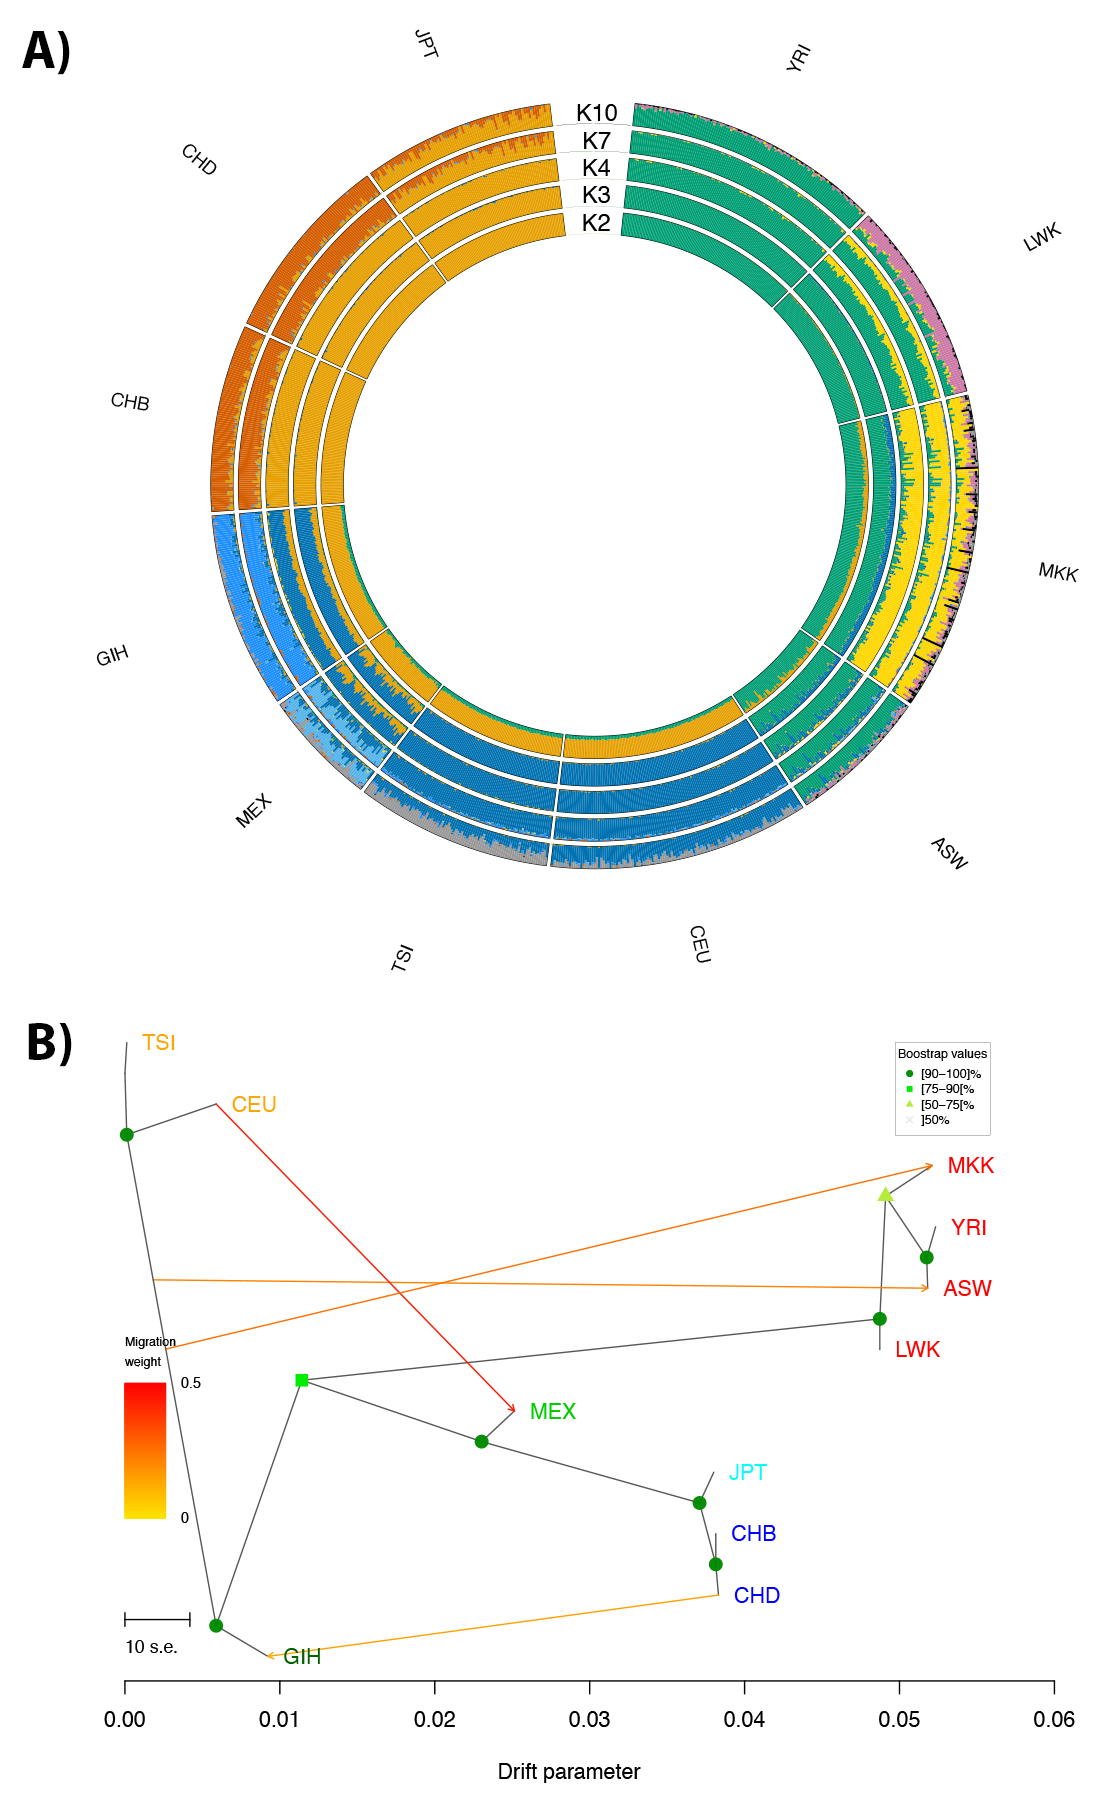 A)
JPT
YRI
K10
K7
K4
K3
K2
CHD
LWK
CHB
MKK
GIH
MEX
ASW
TSI
CEU
B)
TSI
CEU
Boostrap values
[90–100]%
[75–90[%
[50–75[%
]50%
MKK
YRI
ASW
LWK
Migration
weight
0.5
0
MEX
JPT
CHB
CHD
GIH
10 s.e.
0.00 0.01 0.02 0.03 0.04 0.05 0.06
Drift parameter